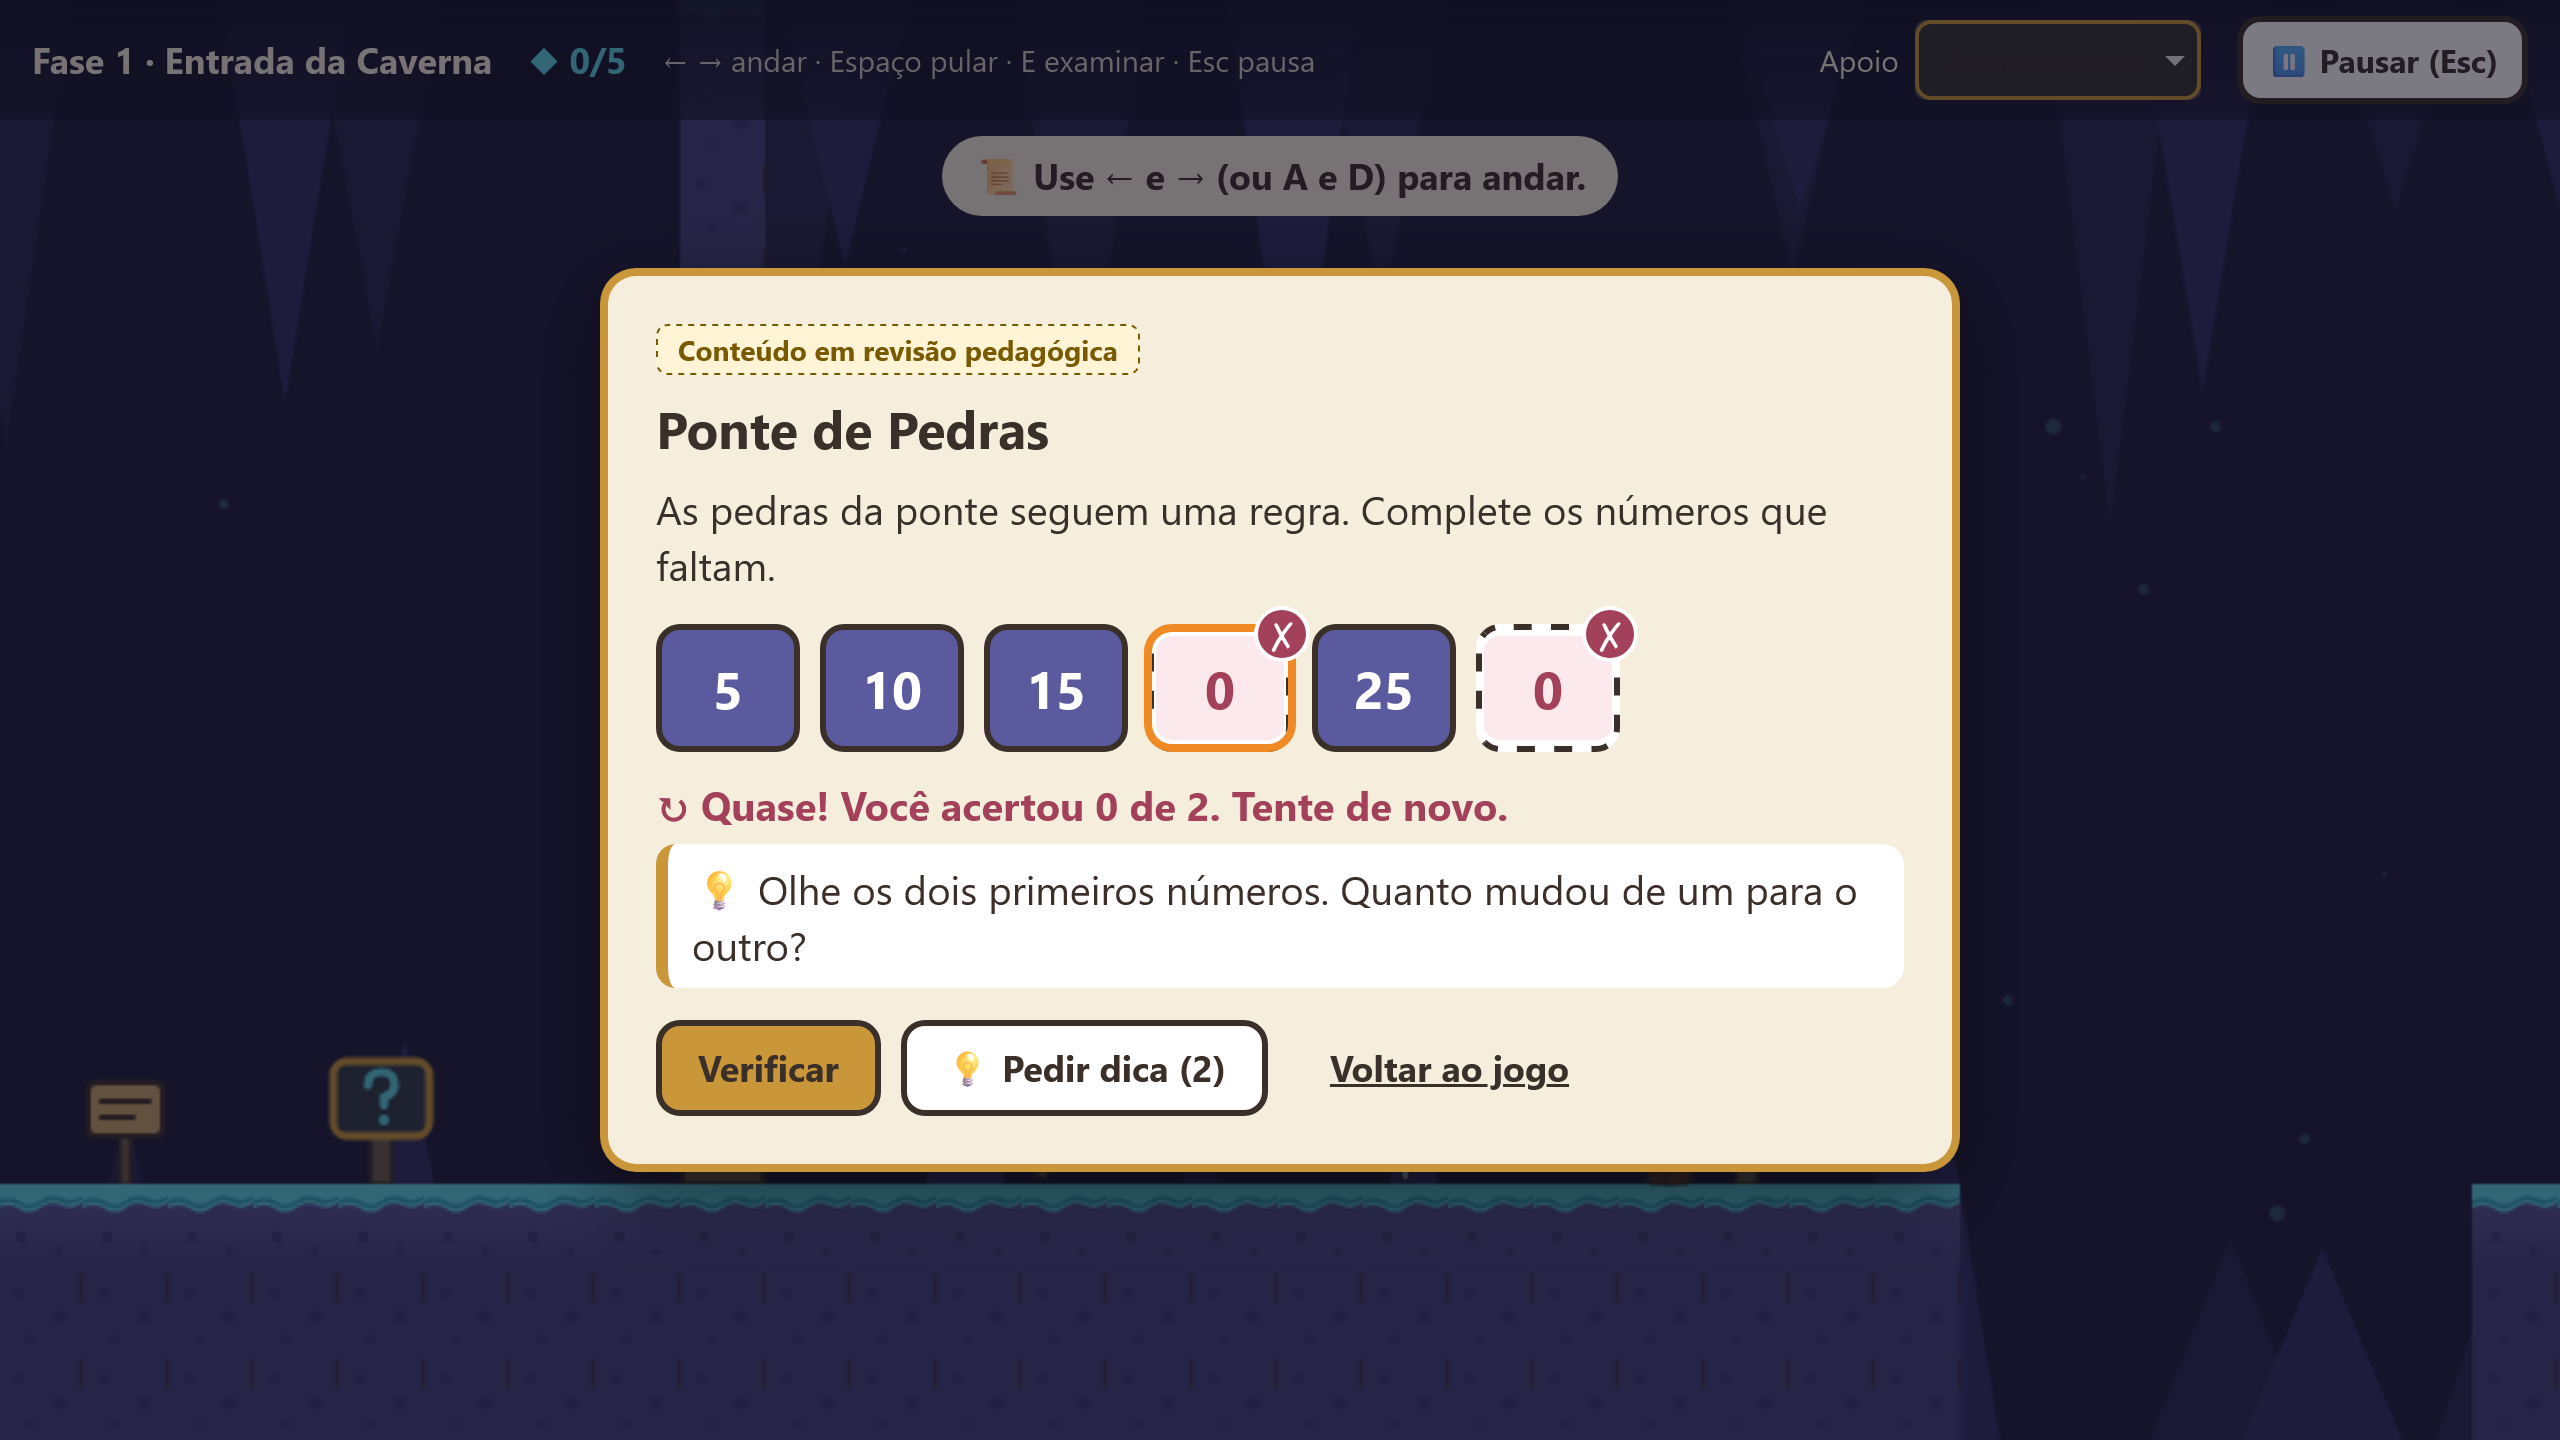 Fase 1 · Entrada da Caverna ◆ 0/5 ← → andar · Espaço pular · E examinar · Esc pausa Apoio ⏸ Pausar (Esc)
📜 Use ← e → (ou A e D) para andar.
Conteúdo em revisão pedagógica
Ponte de Pedras
As pedras da ponte seguem uma regra. Complete os números que
faltam.
5 10 15 0 ✗ 25 0 ✗
↻ Quase! Você acertou 0 de 2. Tente de novo.
💡 Olhe os dois primeiros números. Quanto mudou de um para o
outro?
Verificar 💡 Pedir dica (2) Voltar ao jogo
?